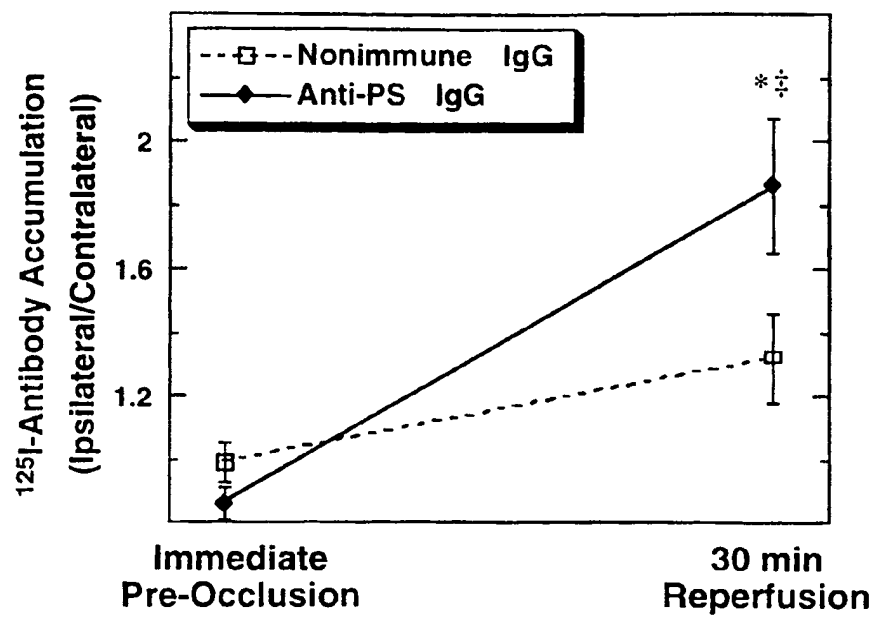 Nonimmune IgG
Anti-PS IgG
*‡
2
1.6
1.2
¹²⁵I-Antibody Accumulation
(Ipsilateral/Contralateral)
Immediate
Pre-Occlusion
30 min
Reperfusion